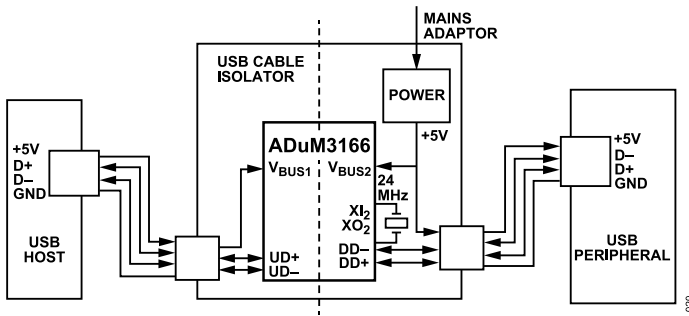 MAINS
ADAPTOR
USB CABLE
ISOLATOR
POWER
+5V
ADuM3166
VBUS1
VBUS2
24
MHz
XI2
XO2
UD+
UD–
DD–
DD+
+5V
D+
D–
GND
USB
HOST
+5V
D–
D+
GND
USB
PERIPHERAL